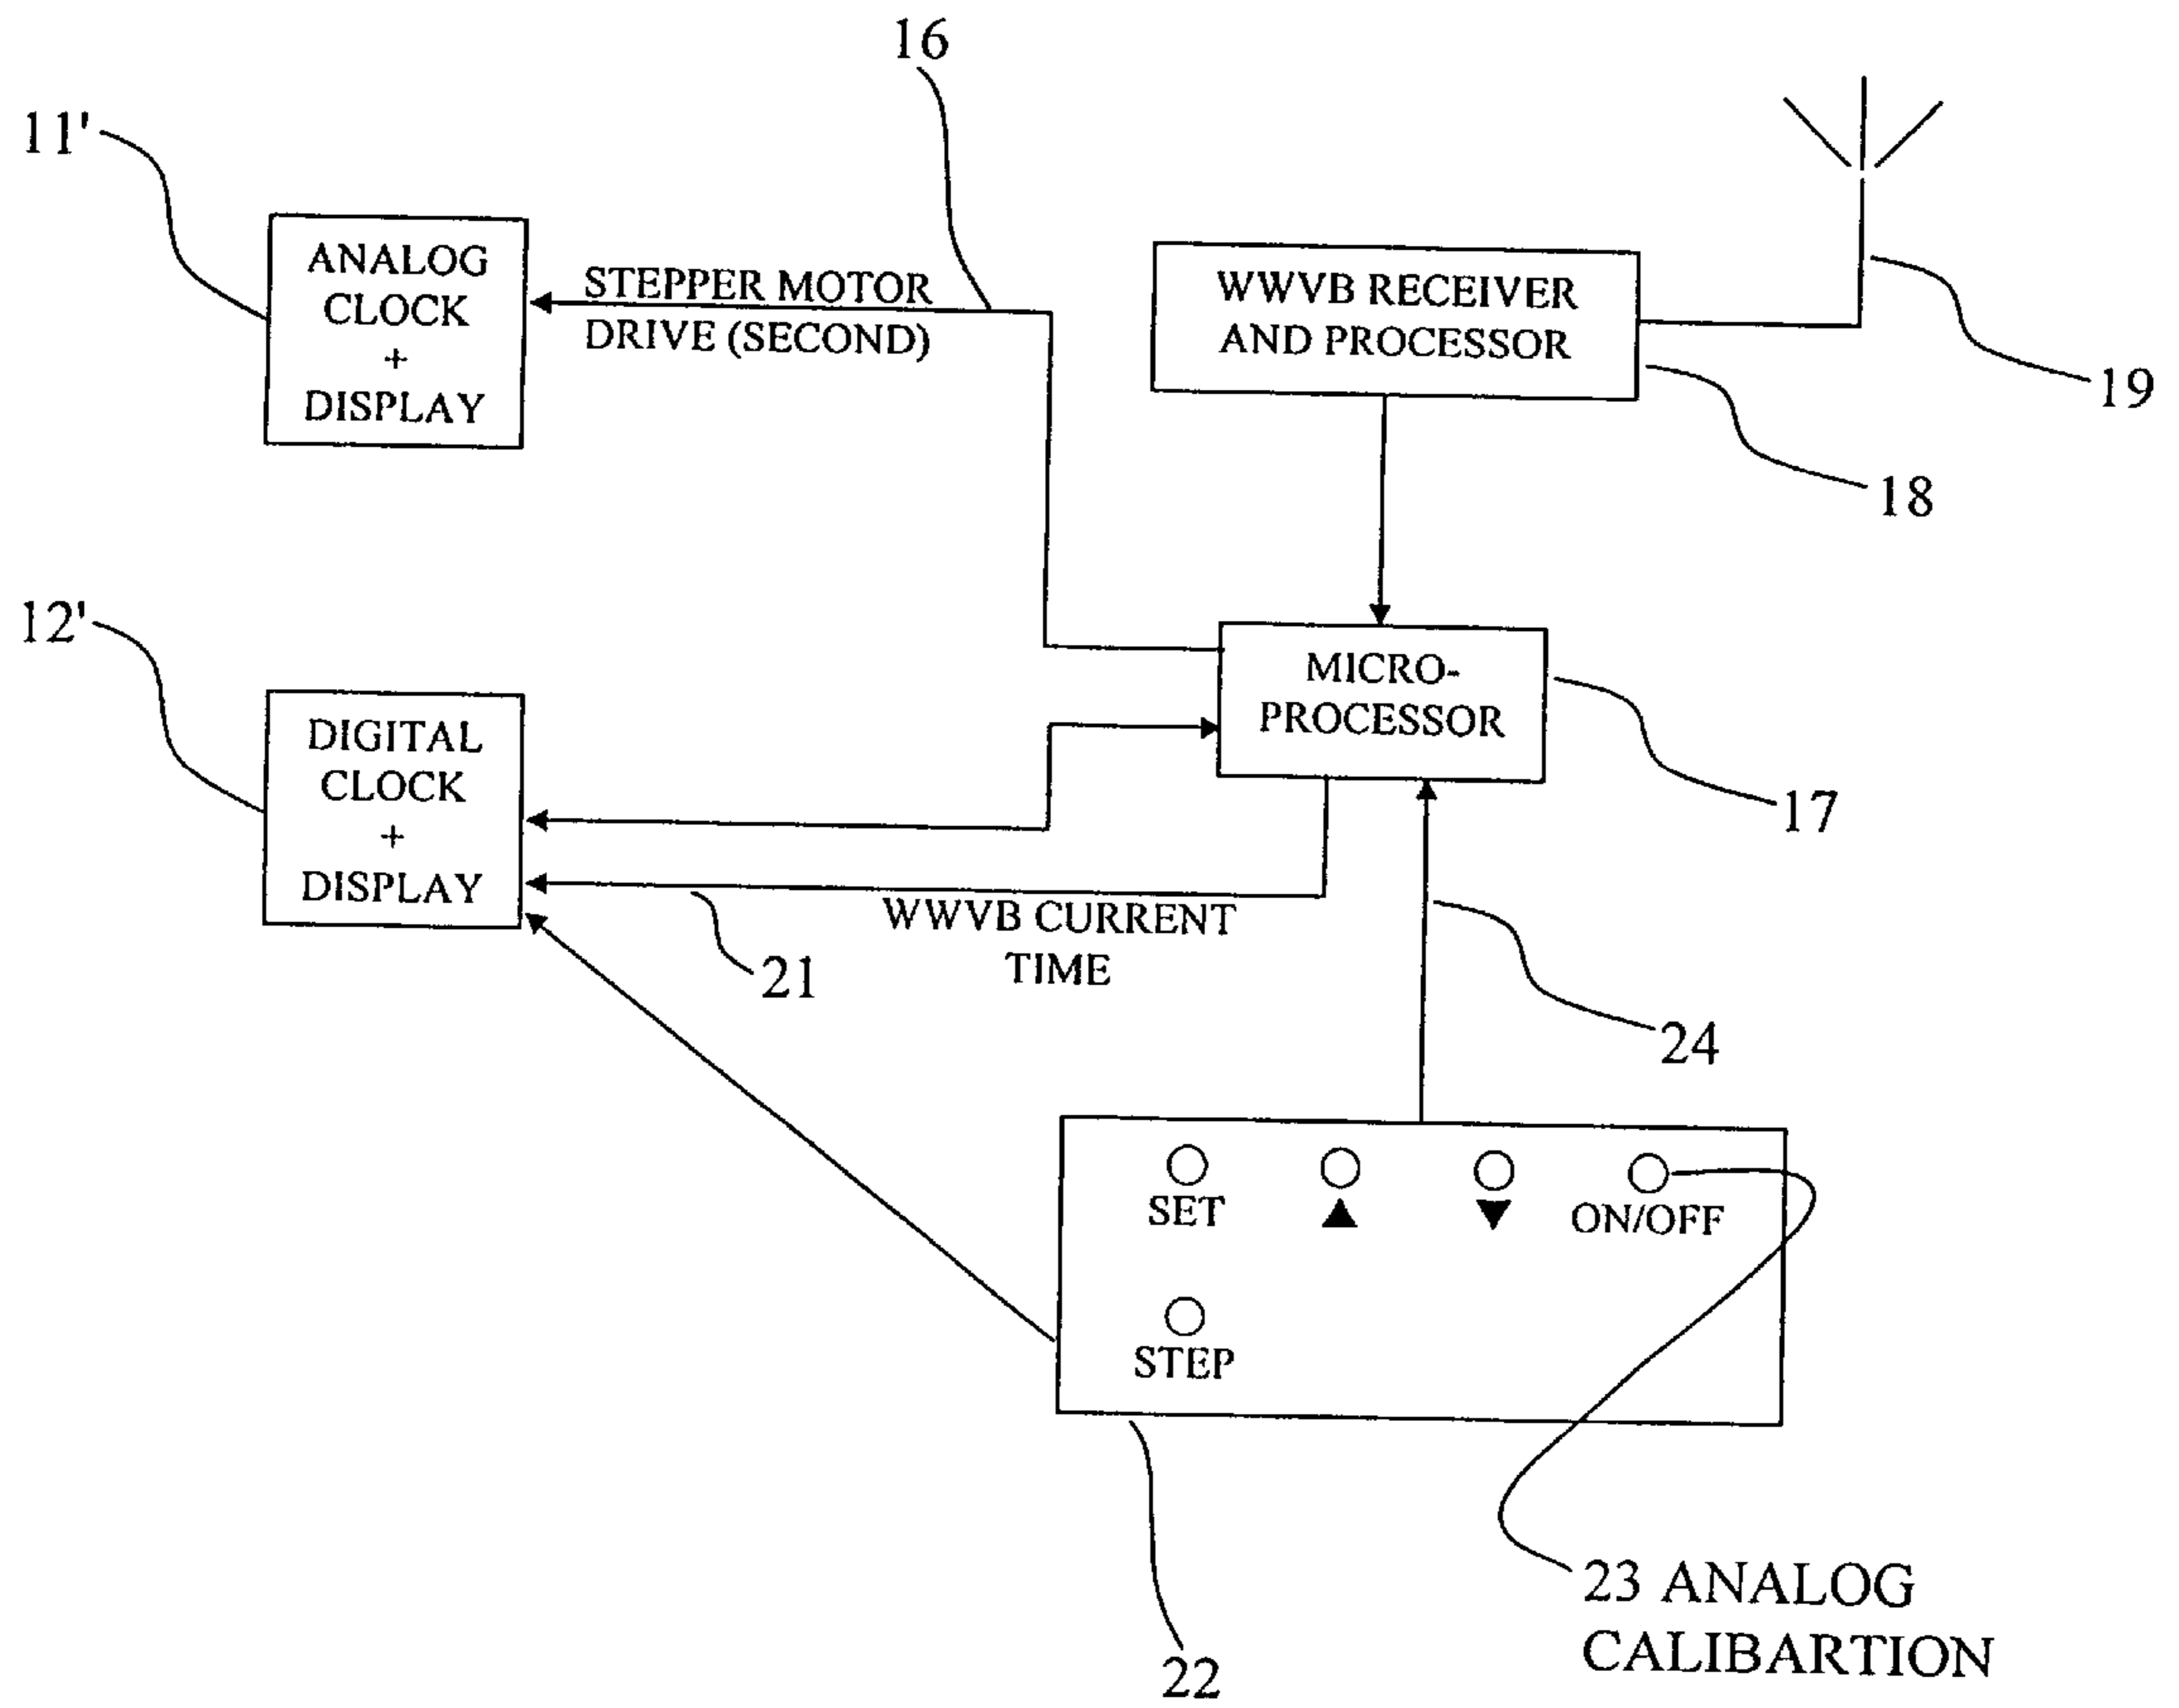 16
11'
ANALOG
CLOCK
+
DISPLAY
STEPPER MOTOR
DRIVE (SECOND)
WWVB RECEIVER
AND PROCESSOR
19
18
12'
DIGITAL
CLOCK
+
DISPLAY
MICRO-
PROCESSOR
17
WWVB CURRENT
TIME
21
24
SET
▲
▼
ON/OFF
STEP
23 ANALOG
CALIBARTION
22